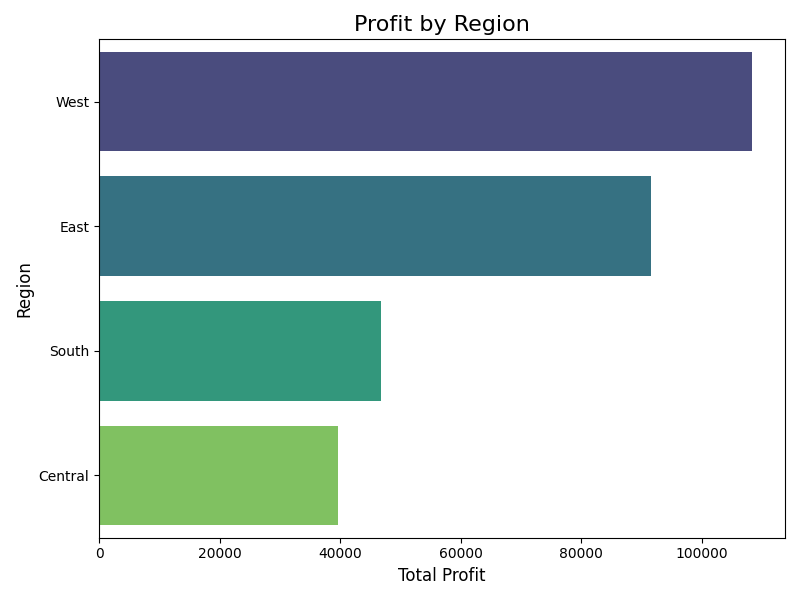 Profit by Region
West
East
South
Central
Region
0 20000 40000 60000 80000 100000
Total Profit